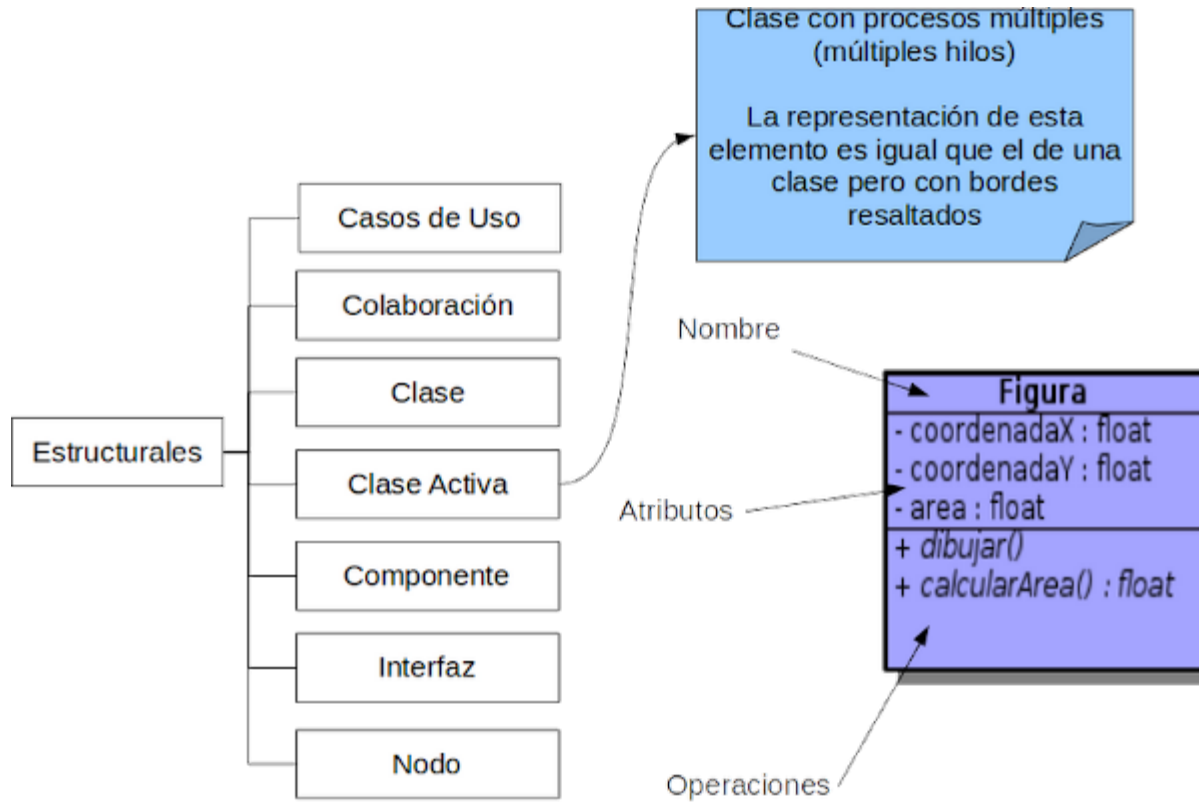 Clase con procesos múltiples
(múltiples hilos)
La representación de esta
elemento es igual que el de una
clase pero con bordes
resaltados
Casos de Uso
Colaboración
Clase
Estructurales
Clase Activa
Componente
Interfaz
Nodo
Nombre
Figura
- coordenadaX : float
- coordenadaY : float
- area : float
Atributos
+ dibujar()
+ calcularArea() : float
Operaciones